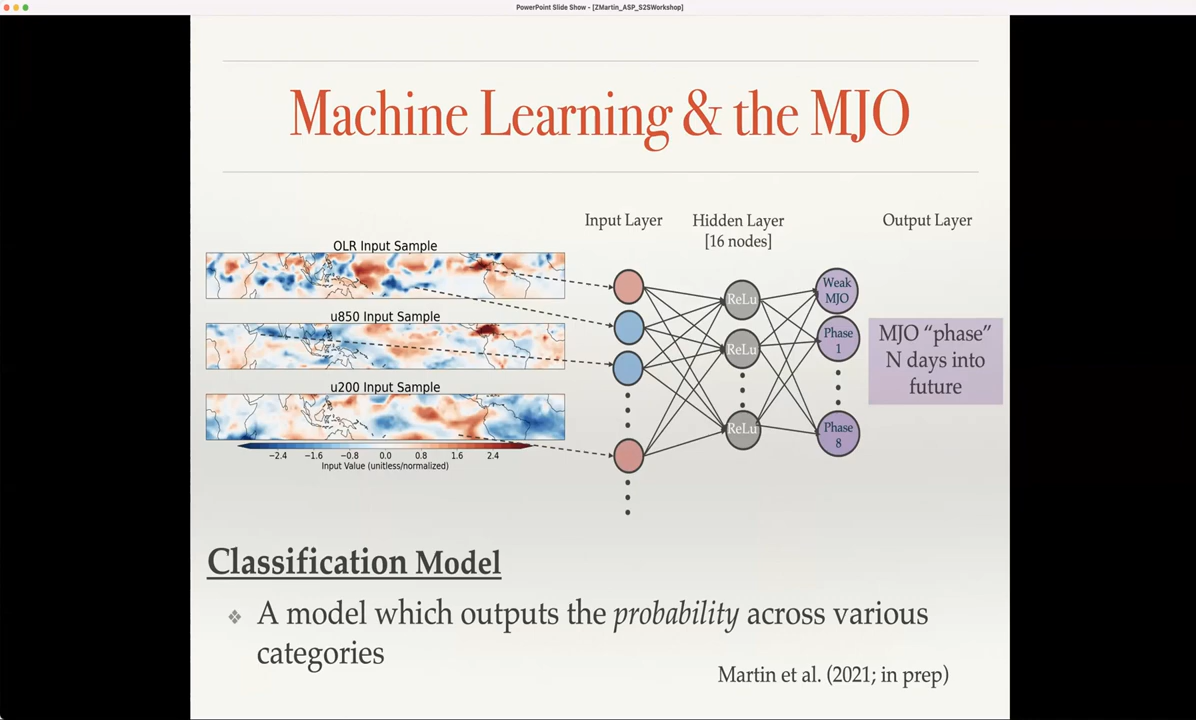 PowerPoint Slide Show - [ZMartin_ASP_S2SWorkshop]
Machine Learning & the MJO
Input Layer
Hidden Layer
[16 nodes]
Output Layer
OLR Input Sample
u850 Input Sample
u200 Input Sample
−2.4 −1.6 −0.8 0.0 0.8 1.6 2.4
Input Value (unitless/normalized)
ReLu
ReLu
ReLu
Weak
MJO
Phase
1
Phase
8
MJO “phase”
N days into
future
Classification Model
❖ A model which outputs the probability across various
categories
Martin et al. (2021; in prep)